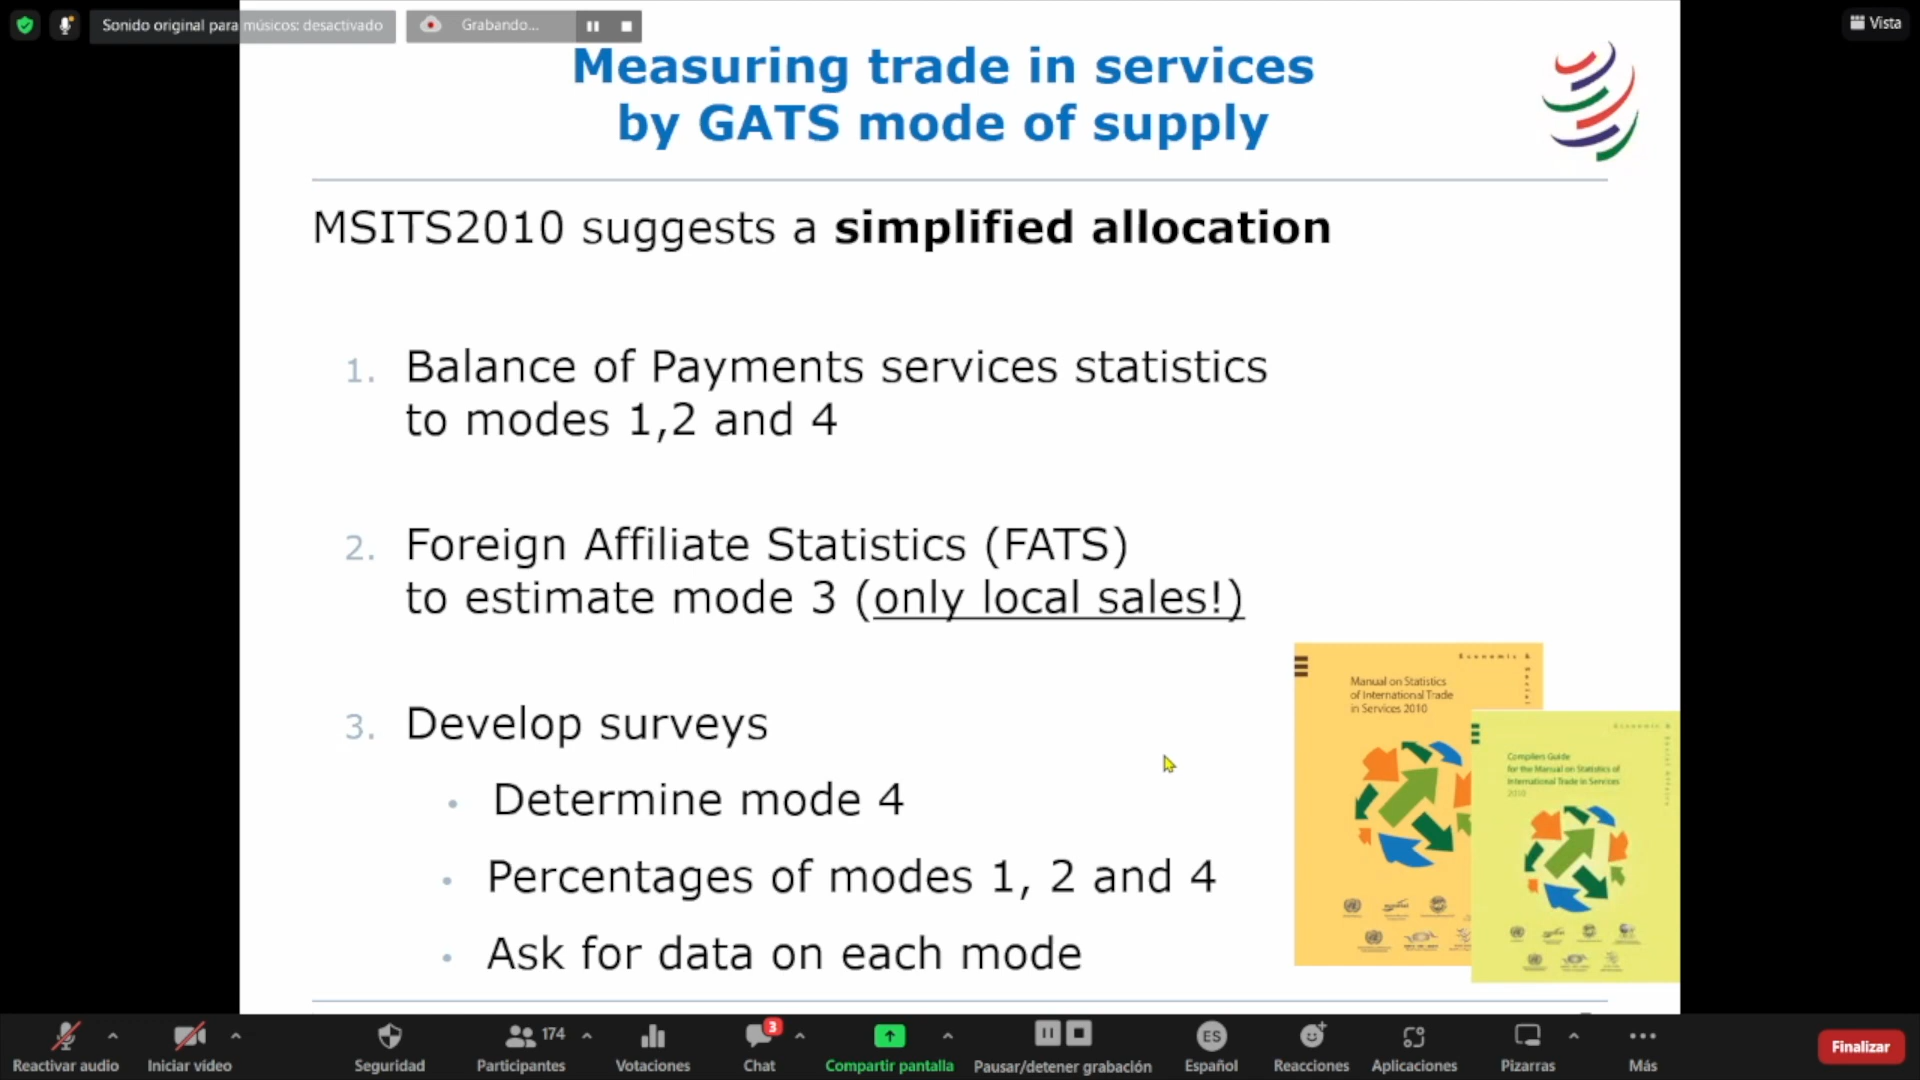 Sonido original para músicos: desactivado
Grabando...
Vista
Measuring trade in services
by GATS mode of supply
MSITS2010 suggests a simplified allocation
1. Balance of Payments services statistics
to modes 1,2 and 4
2. Foreign Affiliate Statistics (FATS)
to estimate mode 3 (only local sales!)
3. Develop surveys
• Determine mode 4
• Percentages of modes 1, 2 and 4
• Ask for data on each mode
Economic &
Manual on Statistics
of International Trade
in Services 2010
Economic &
Social Affairs
Compilers Guide
for the Manual on Statistics of
International Trade in Services
2010
Reactivar audio
Iniciar vídeo
Seguridad
174
Participantes
Votaciones
3
Chat
Compartir pantalla
Pausar/detener grabación
ES
Español
Reacciones
Aplicaciones
Pizarras
Más
Finalizar